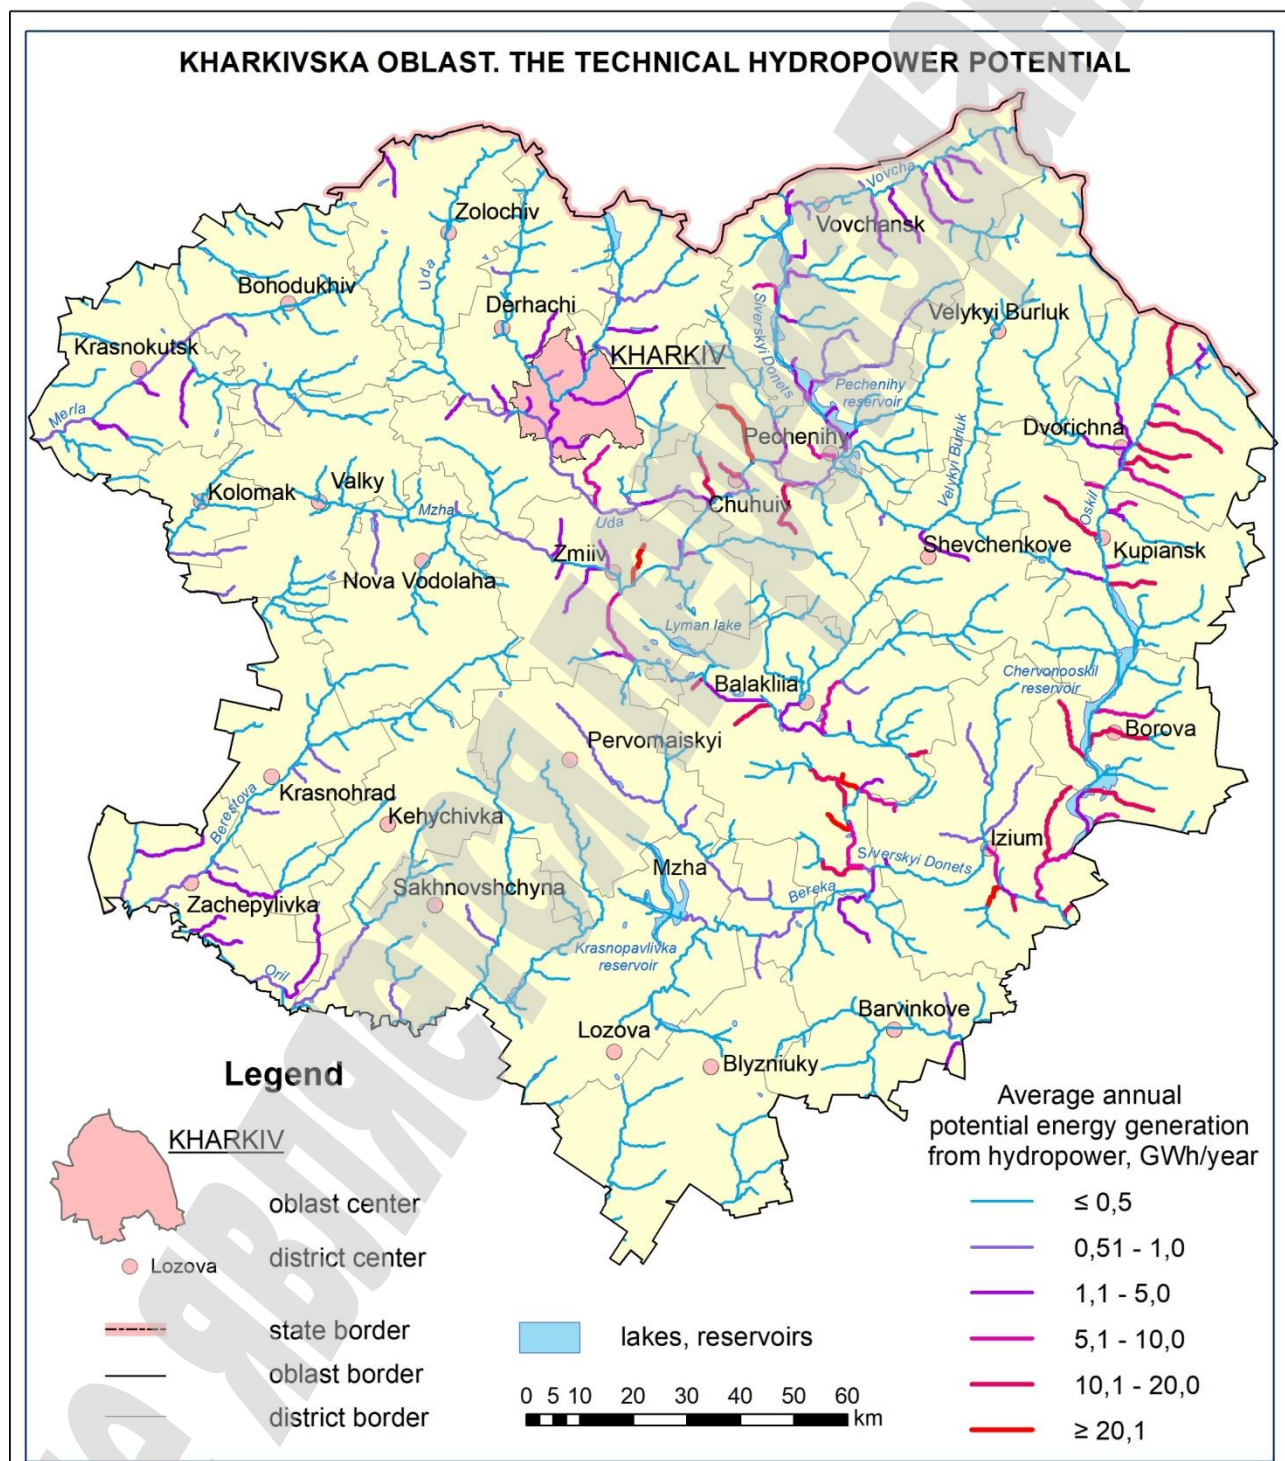 KHARKIVSKA OBLAST. THE TECHNICAL HYDROPOWER POTENTIAL
Vovcha
Zolochiv
Vovchansk
Uda
Bohodukhiv
Derhachi
Siverskyi Donets
Velykyi Burluk
Krasnokutsk
KHARKIV
Pechenihy
reservoir
Merla
Dvorichna
Pechenihy
Kolomak
Valky
Mzha
Chuhuiv
Velykyi Burluk
Oskil
Uda
Zmiiv
Shevchenkove
Kupiansk
Nova Vodolaha
Lyman lake
Chervonooskil
reservoir
Balakliia
Borova
Pervomaiskyi
Krasnohrad
Berestova
Kehychivka
Izium
Siverskyi Donets
Mzha
Bereka
Sakhnovshchyna
Zachepylivka
Krasnopavlivka
reservoir
Oril
Barvinkove
Lozova
Blyzniuky
Legend
KHARKIV
oblast center
Lozova
district center
state border
oblast border
district border
lakes, reservoirs
0 5 10 20 30 40 50 60
km
Average annual
potential energy generation
from hydropower, GWh/year
≤ 0,5
0,51 - 1,0
1,1 - 5,0
5,1 - 10,0
10,1 - 20,0
≥ 20,1